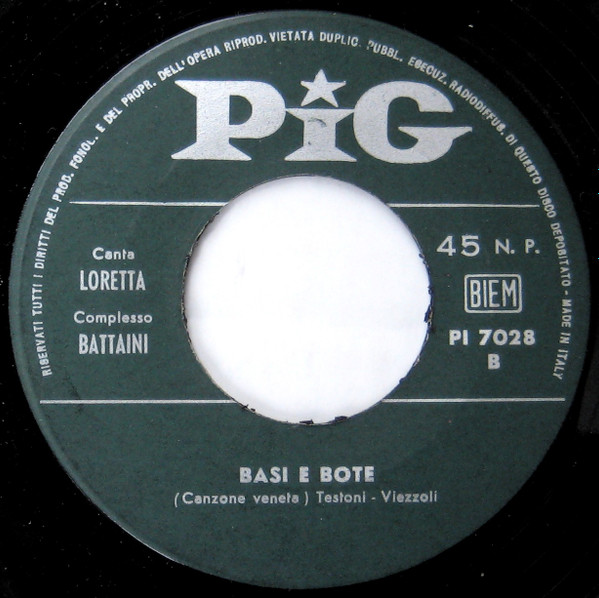 RISERVATI TUTTI I DIRITTI DEL PROD. FONOL. E DEL PROPR. DELL'OPERA RIPROD. VIETATA DUPLIC. PUBBL. ESECUZ. RADIODIFFUS. DI QUESTO DISCO DEPOSITATO - MADE IN ITALY
PiG
Canta
LORETTA
Complesso
BATTAINI
45 N. P.
BIEM
PI 7028
B
BASI E BOTE
(Canzone veneta) Testoni - Viezzoli